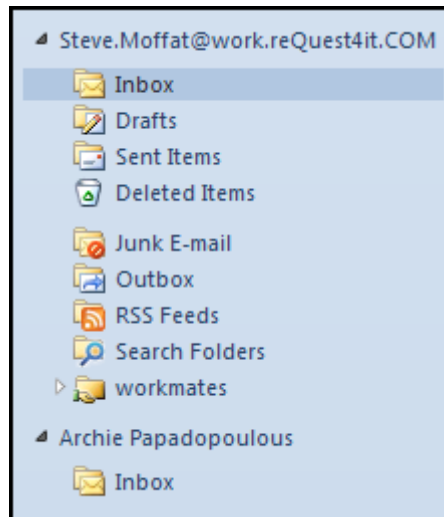 Steve.Moffat@work.reQuest4it.COM
Inbox
Drafts
Sent Items
Deleted Items
Junk E-mail
Outbox
RSS Feeds
Search Folders
workmates
Archie Papadopoulous
Inbox